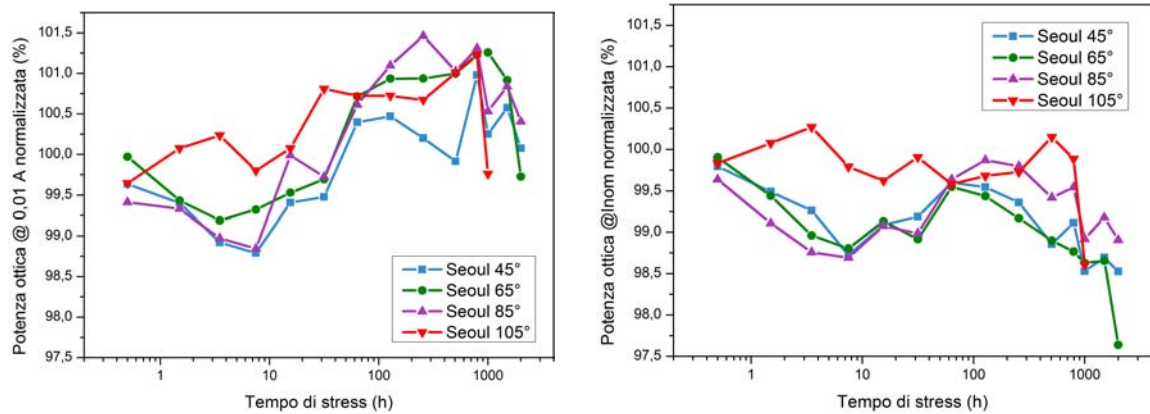 101,5
101,0
100,5
100,0
99,5
99,0
98,5
98,0
97,5
Potenza ottica @ 0,01 A normalizzata (%)
Seoul 45°
Seoul 65°
Seoul 85°
Seoul 105°
1
10
100
1000
Tempo di stress (h)
101,5
101,0
100,5
100,0
99,5
99,0
98,5
98,0
97,5
Potenza ottica @Inom normalizzata (%)
Seoul 45°
Seoul 65°
Seoul 85°
Seoul 105°
1
10
100
1000
Tempo di stress (h)